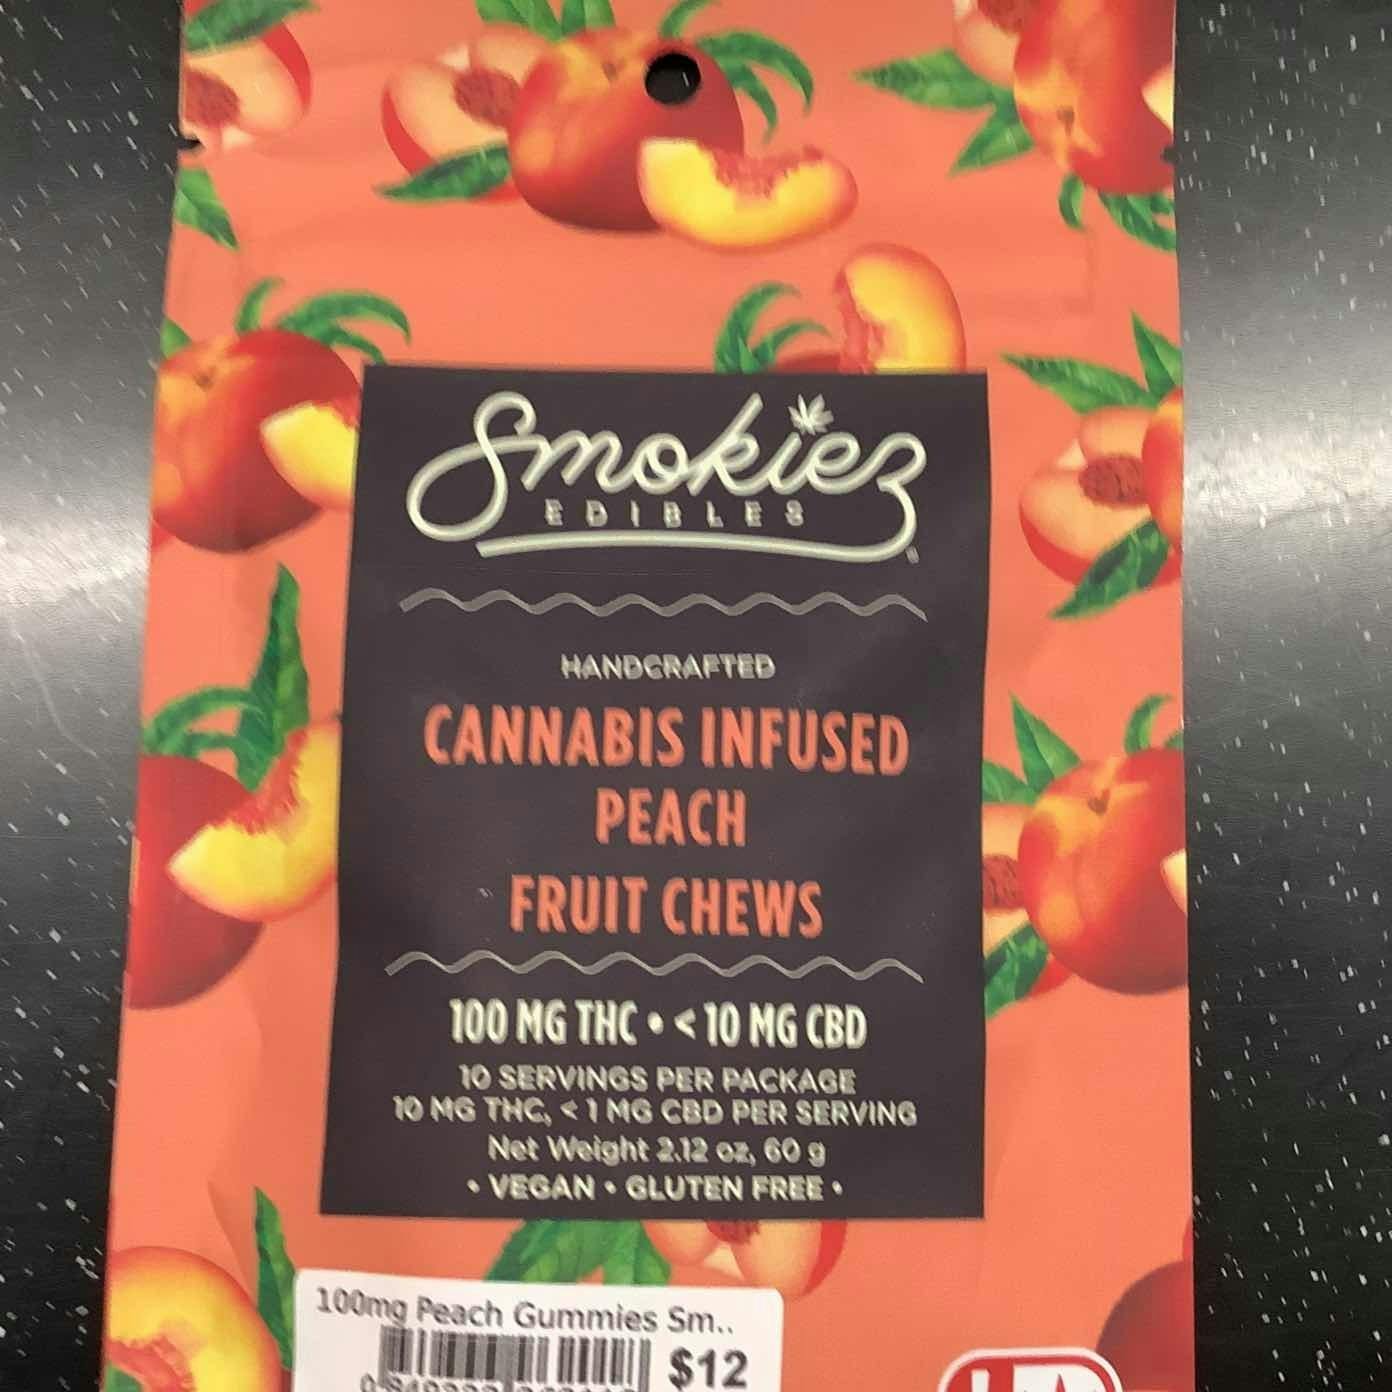 Smokiez
EDIBLES
HANDCRAFTED
CANNABIS INFUSED
PEACH
FRUIT CHEWS
100 MG THC • < 10 MG CBD
10 SERVINGS PER PACKAGE
10 MG THC, < 1 MG CBD PER SERVING
Net Weight 2.12 oz, 60 g
• VEGAN • GLUTEN FREE •
100mg Peach Gummies Sm..
$12